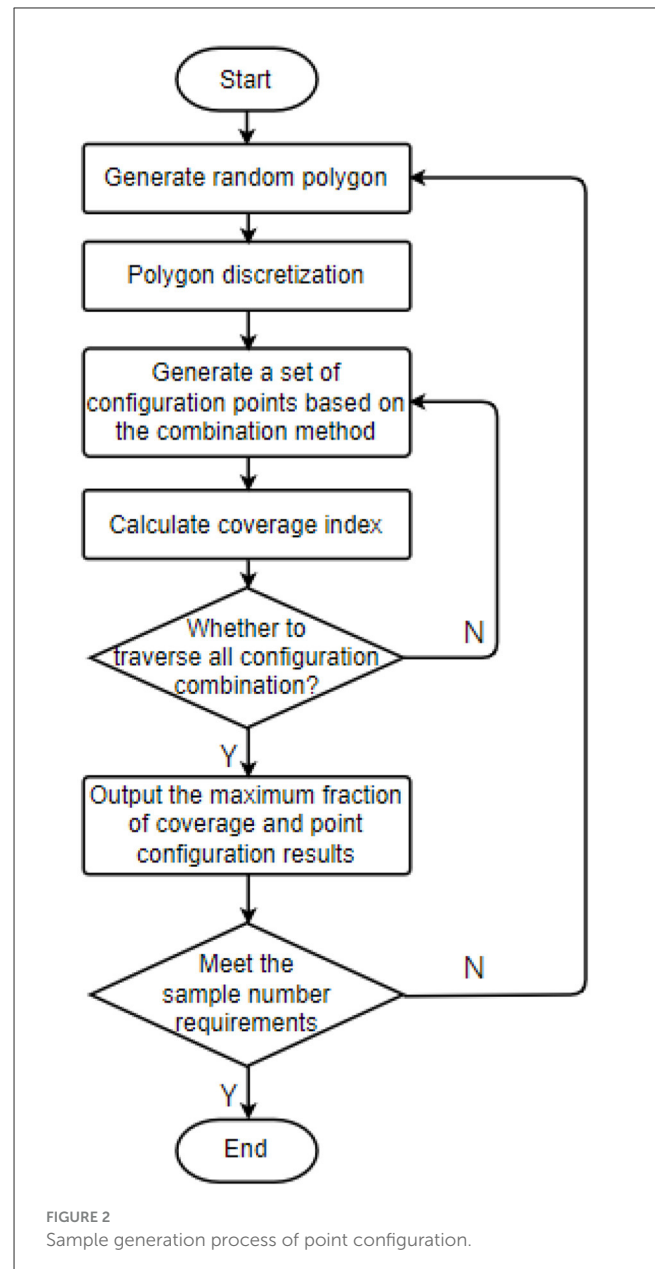 Start
Generate random polygon
Polygon discretization
Generate a set of
configuration points based on
the combination method
Calculate coverage index
Whether to
traverse all configuration
combination?
N
Y
Output the maximum fraction
of coverage and point
configuration results
Meet the
sample number
requirements
N
Y
End
FIGURE 2
Sample generation process of point configuration.